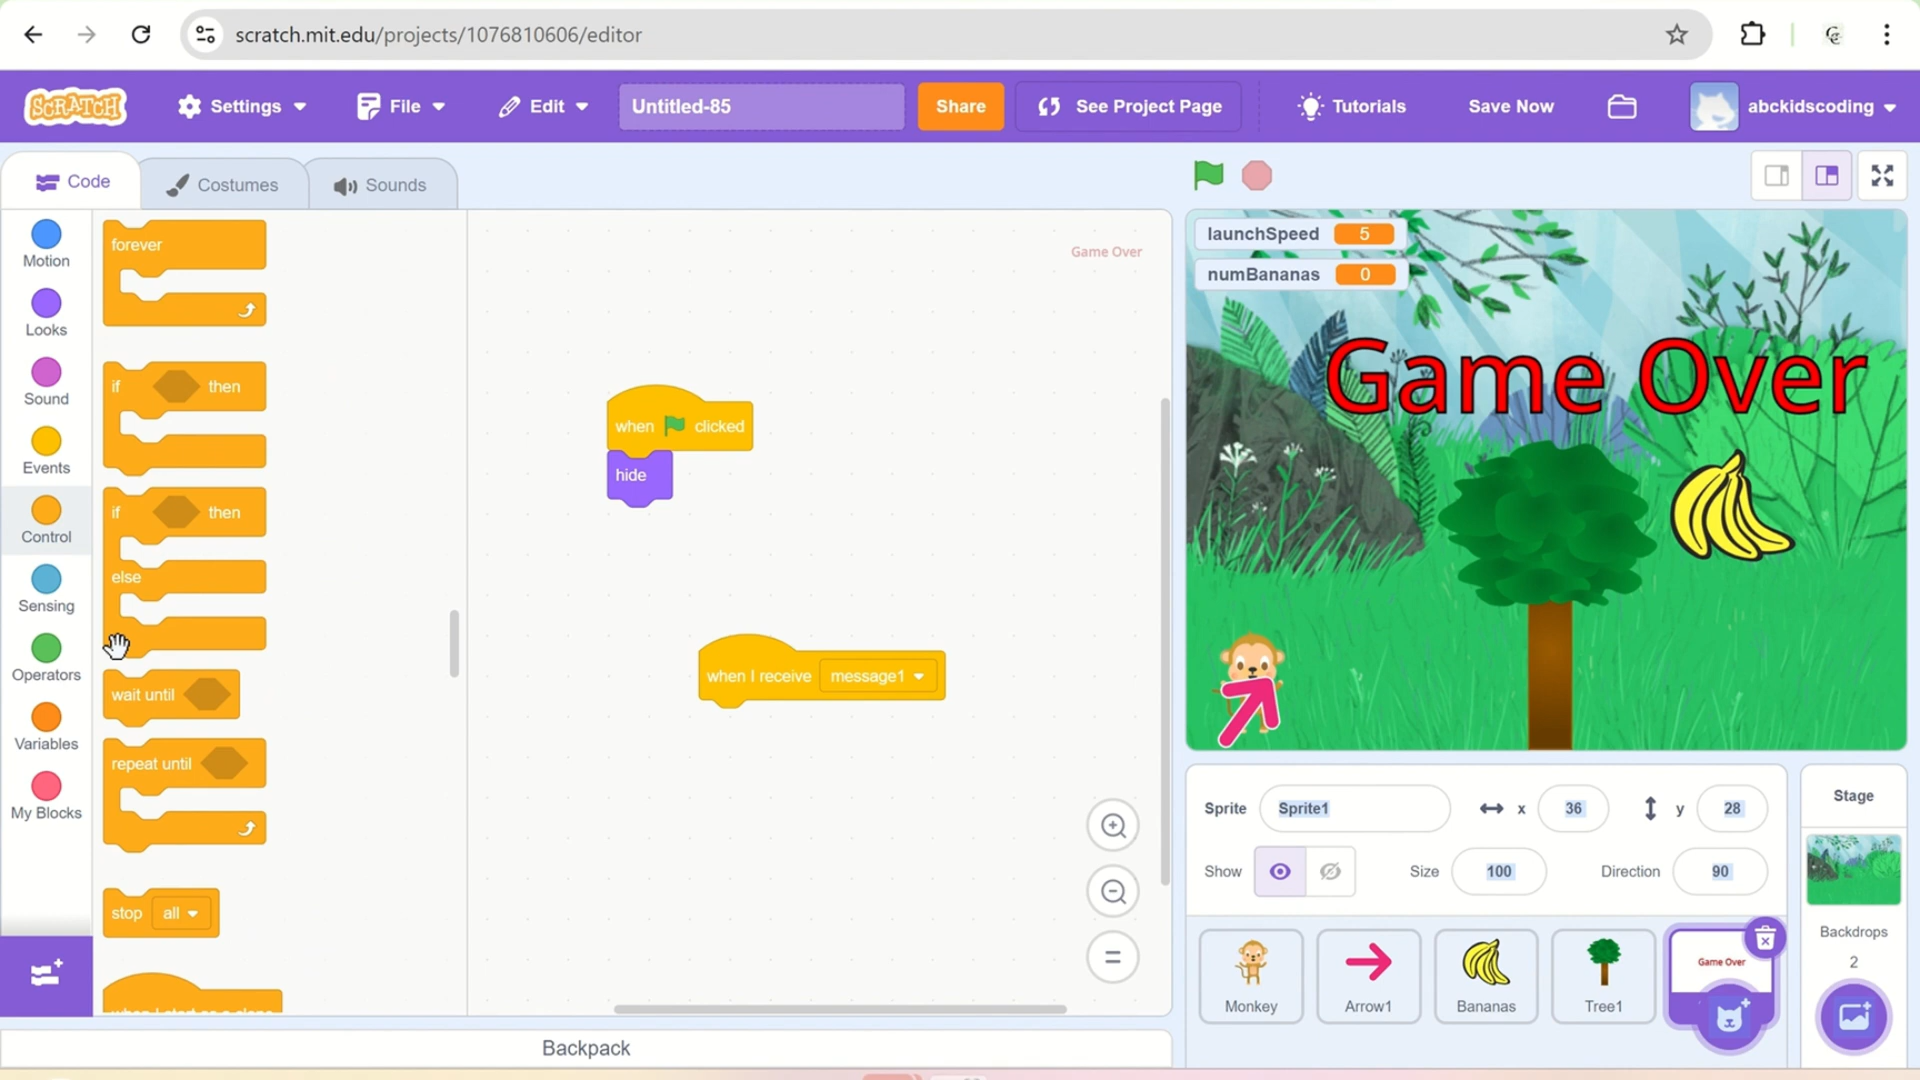 scratch.mit.edu/projects/1076810606/editor
SCRATCH
Settings
File
Edit
Untitled-85
Share
See Project Page
Tutorials
Save Now
abckidscoding
Code
Costumes
Sounds
Motion
Looks
Sound
Events
Control
Sensing
Operators
Variables
My Blocks
forever
if then
if then
else
wait until
repeat until
stop all
when I start as a clone
Game Over
when clicked
hide
when I receive message1
launchSpeed 5
numBananas 0
Game Over
Sprite Sprite1 x 36 y 28
Show Size 100 Direction 90
Monkey
Arrow1
Bananas
Tree1
Game Over
Stage
Backdrops
2
Backpack